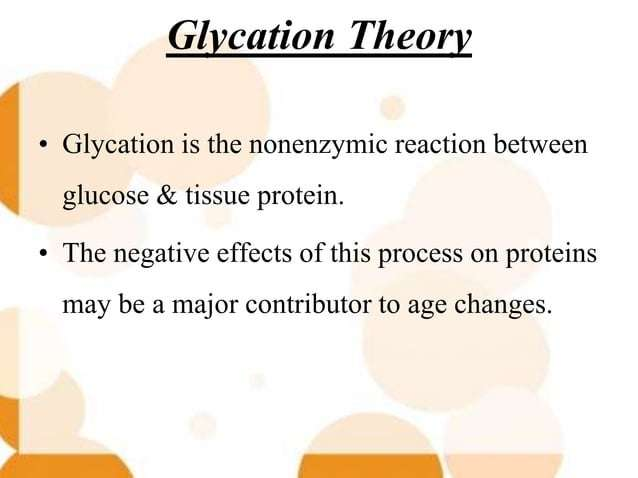 Glycation Theory
• Glycation is the nonenzymic reaction between
glucose & tissue protein.
• The negative effects of this process on proteins
may be a major contributor to age changes.